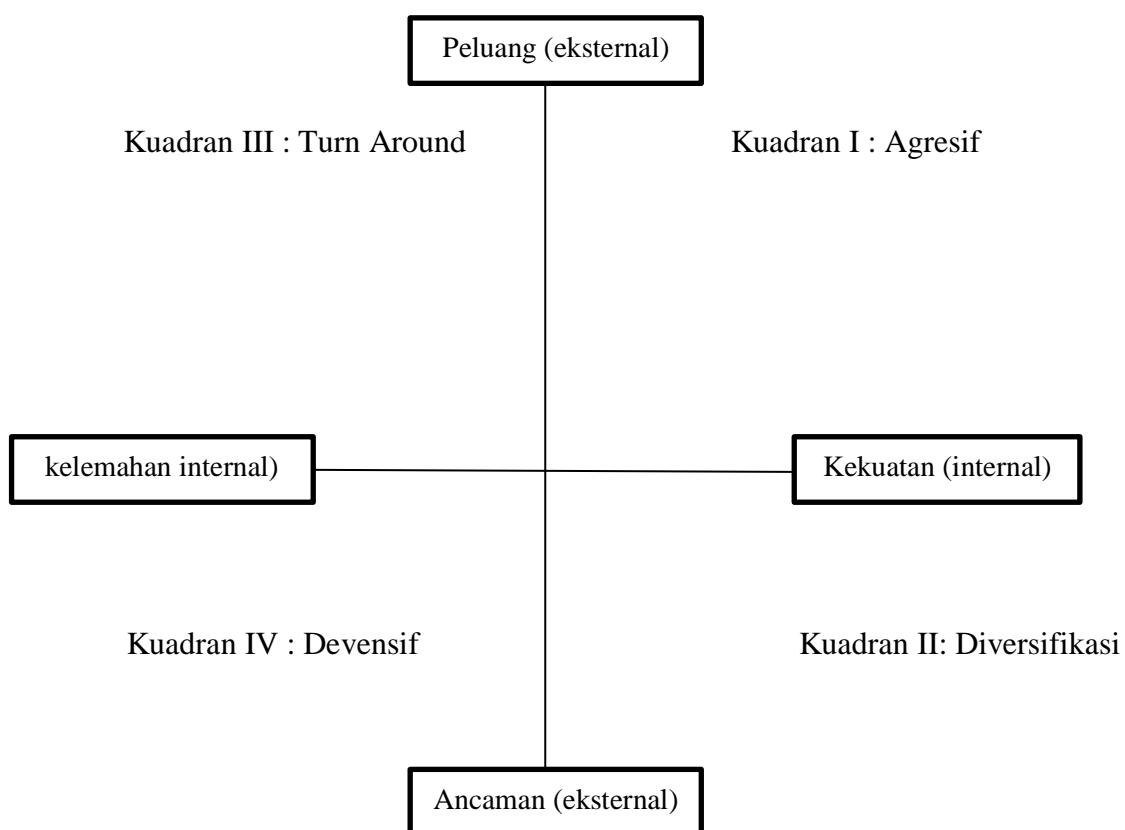 Peluang (eksternal)
Kuadran III : Turn Around
Kuadran I : Agresif
kelemahan internal)
Kekuatan (internal)
Kuadran IV : Devensif
Kuadran II: Diversifikasi
Ancaman (eksternal)